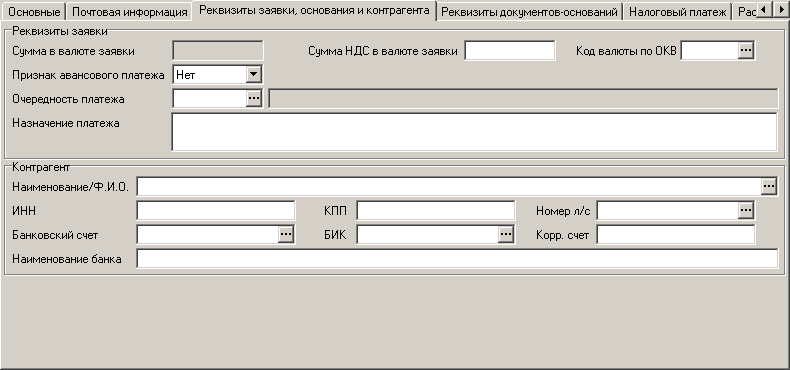 Основные Почтовая информация Реквизиты заявки, основания и контрагента Реквизиты документов-оснований Налоговый платеж Рас
Реквизиты заявки
Сумма в валюте заявки Сумма НДС в валюте заявки Код валюты по ОКВ ...
Признак авансового платежа Нет
Очередность платежа ...
Назначение платежа
Контрагент
Наименование/Ф.И.О. ...
ИНН КПП Номер л/с ...
Банковский счет ... БИК ... Корр. счет
Наименование банка